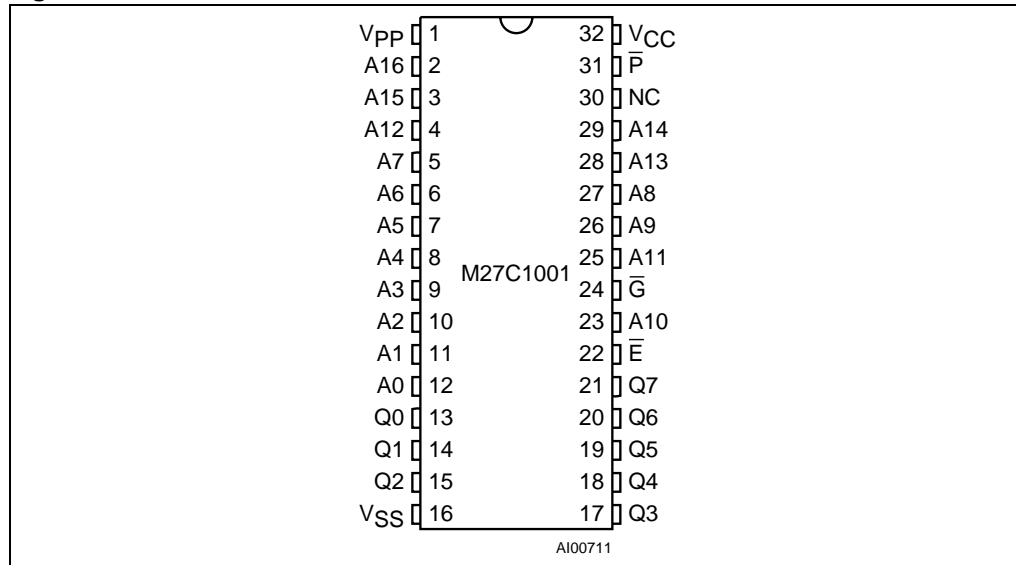 VPP 1 32 VCC
A16 2 31 P̅
A15 3 30 NC
A12 4 29 A14
A7 5 28 A13
A6 6 27 A8
A5 7 26 A9
A4 8 25 A11
M27C1001
A3 9 24 G̅
A2 10 23 A10
A1 11 22 E̅
A0 12 21 Q7
Q0 13 20 Q6
Q1 14 19 Q5
Q2 15 18 Q4
VSS 16 17 Q3
AI00711